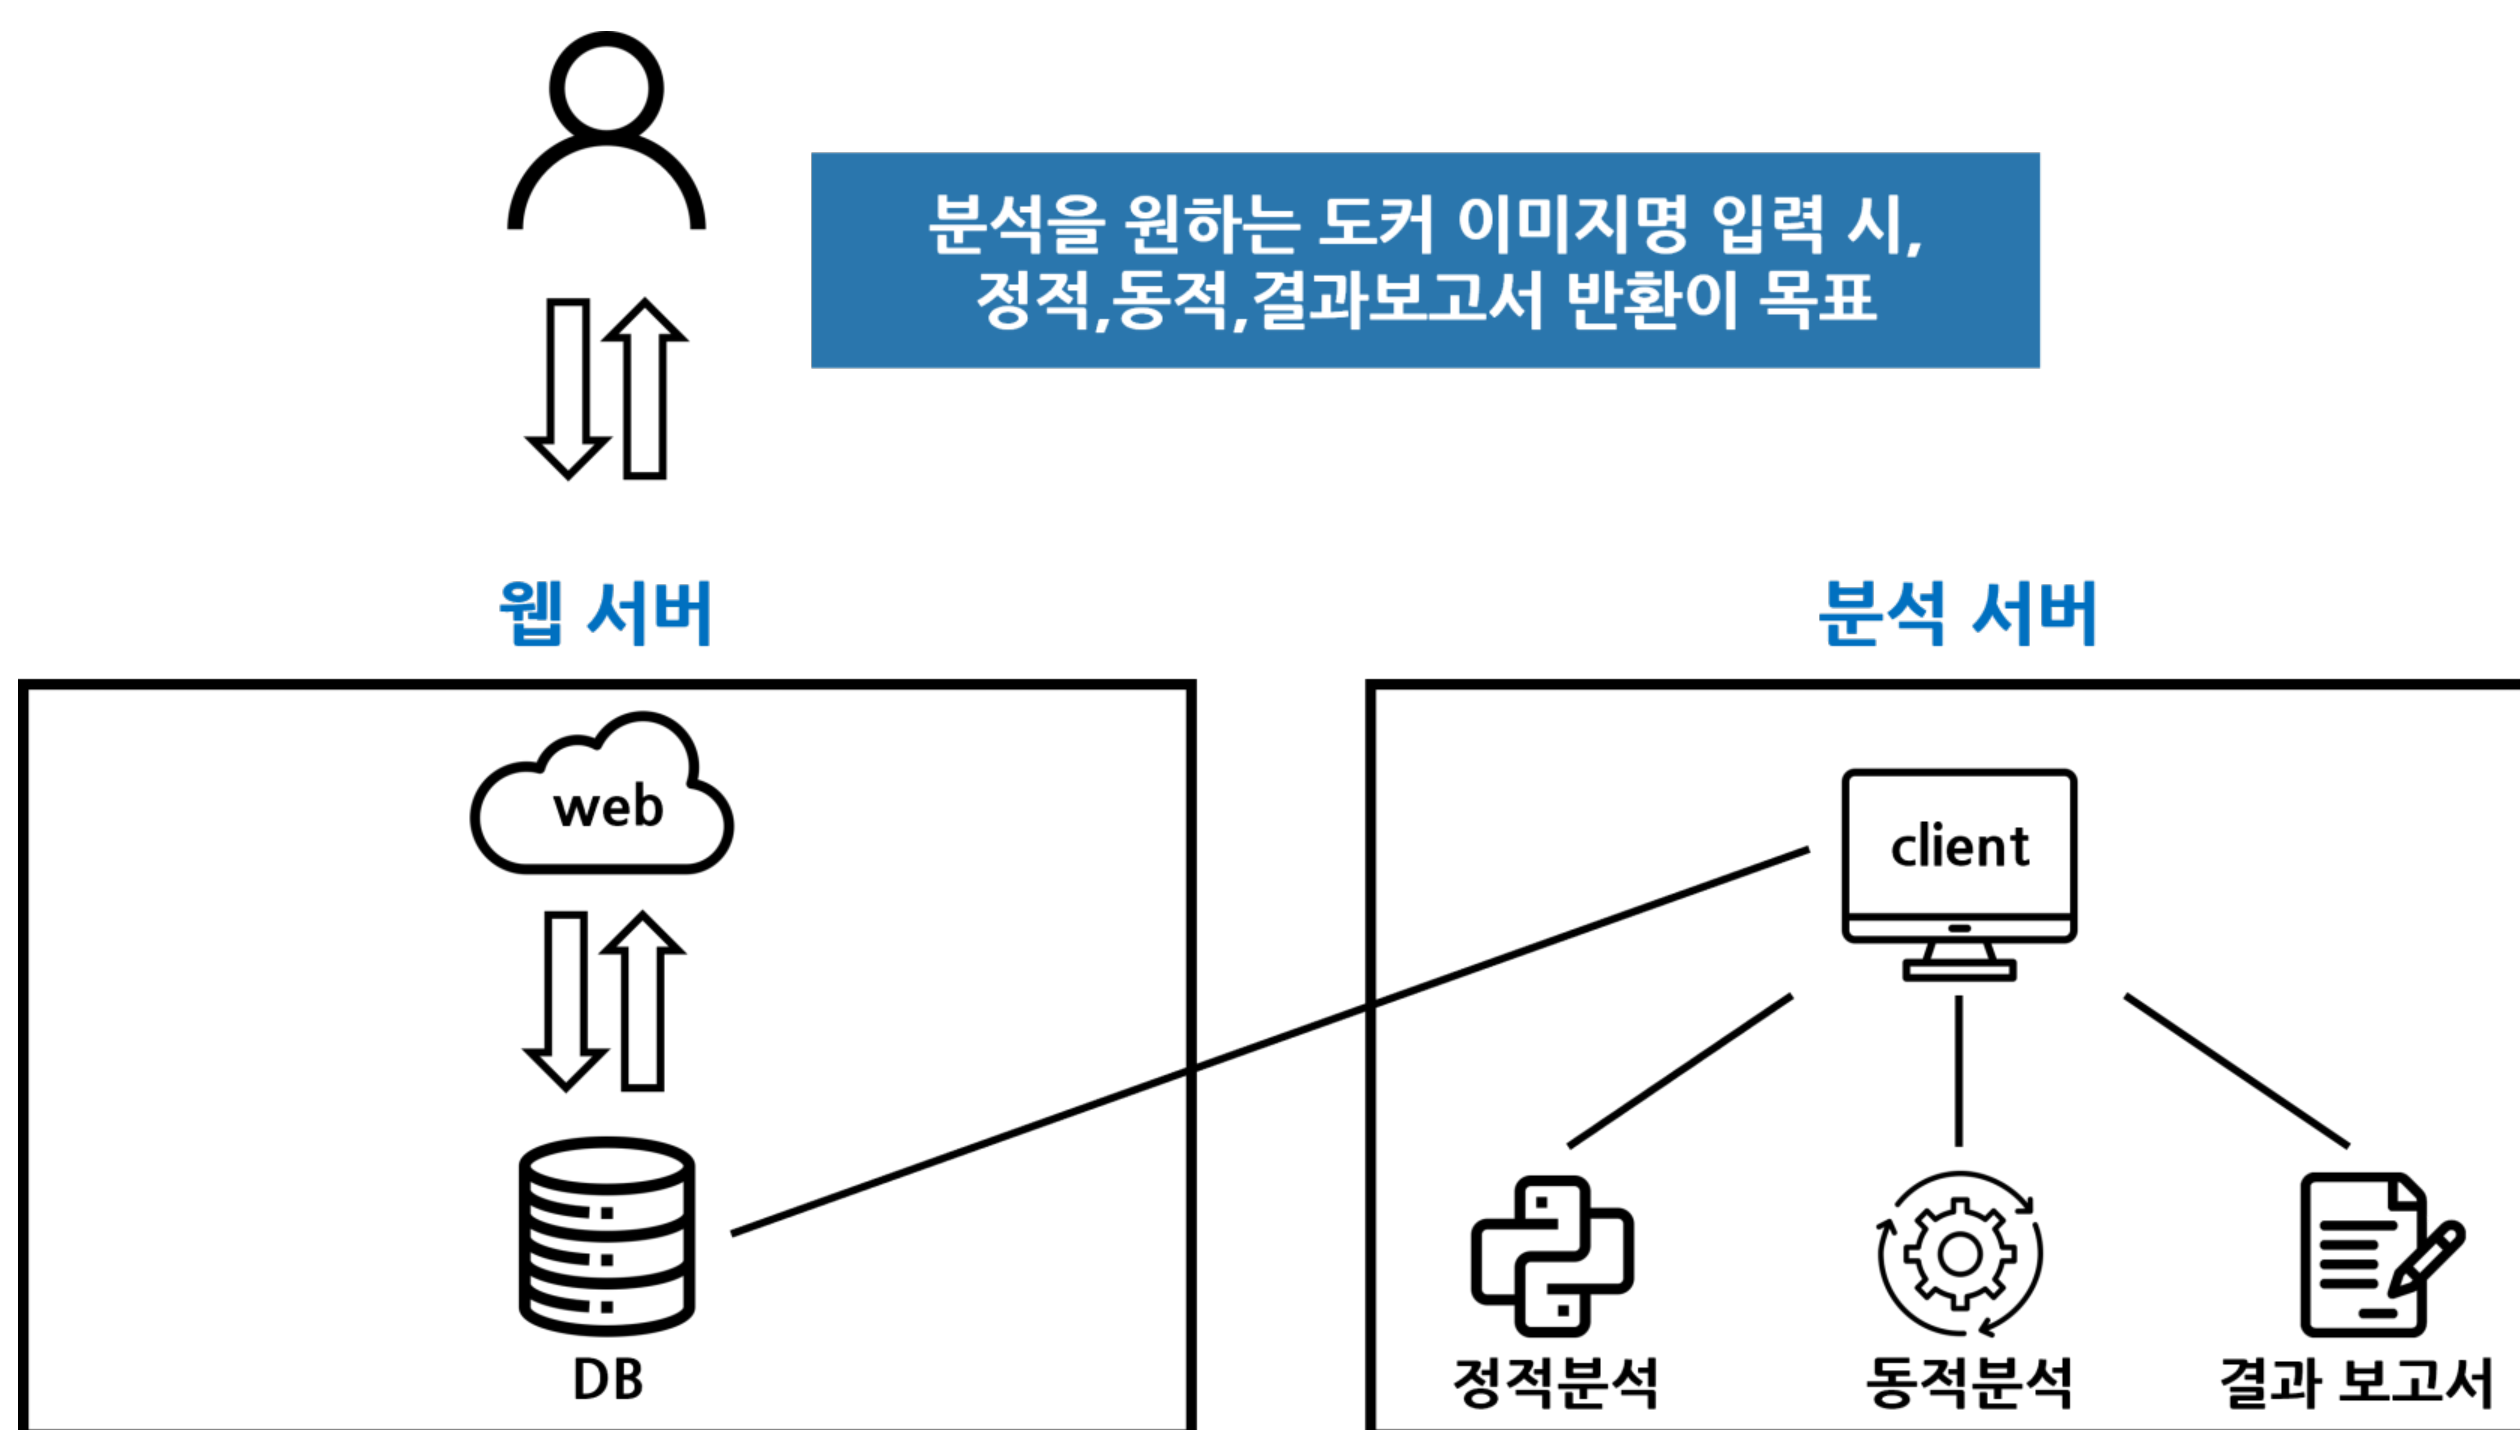 분석을 원하는 도커 이미지명 입력 시,
정적,동적,결과보고서 반환이 목표
웹 서버
분석 서버
web
client
DB
정적분석
동적분석
결과 보고서